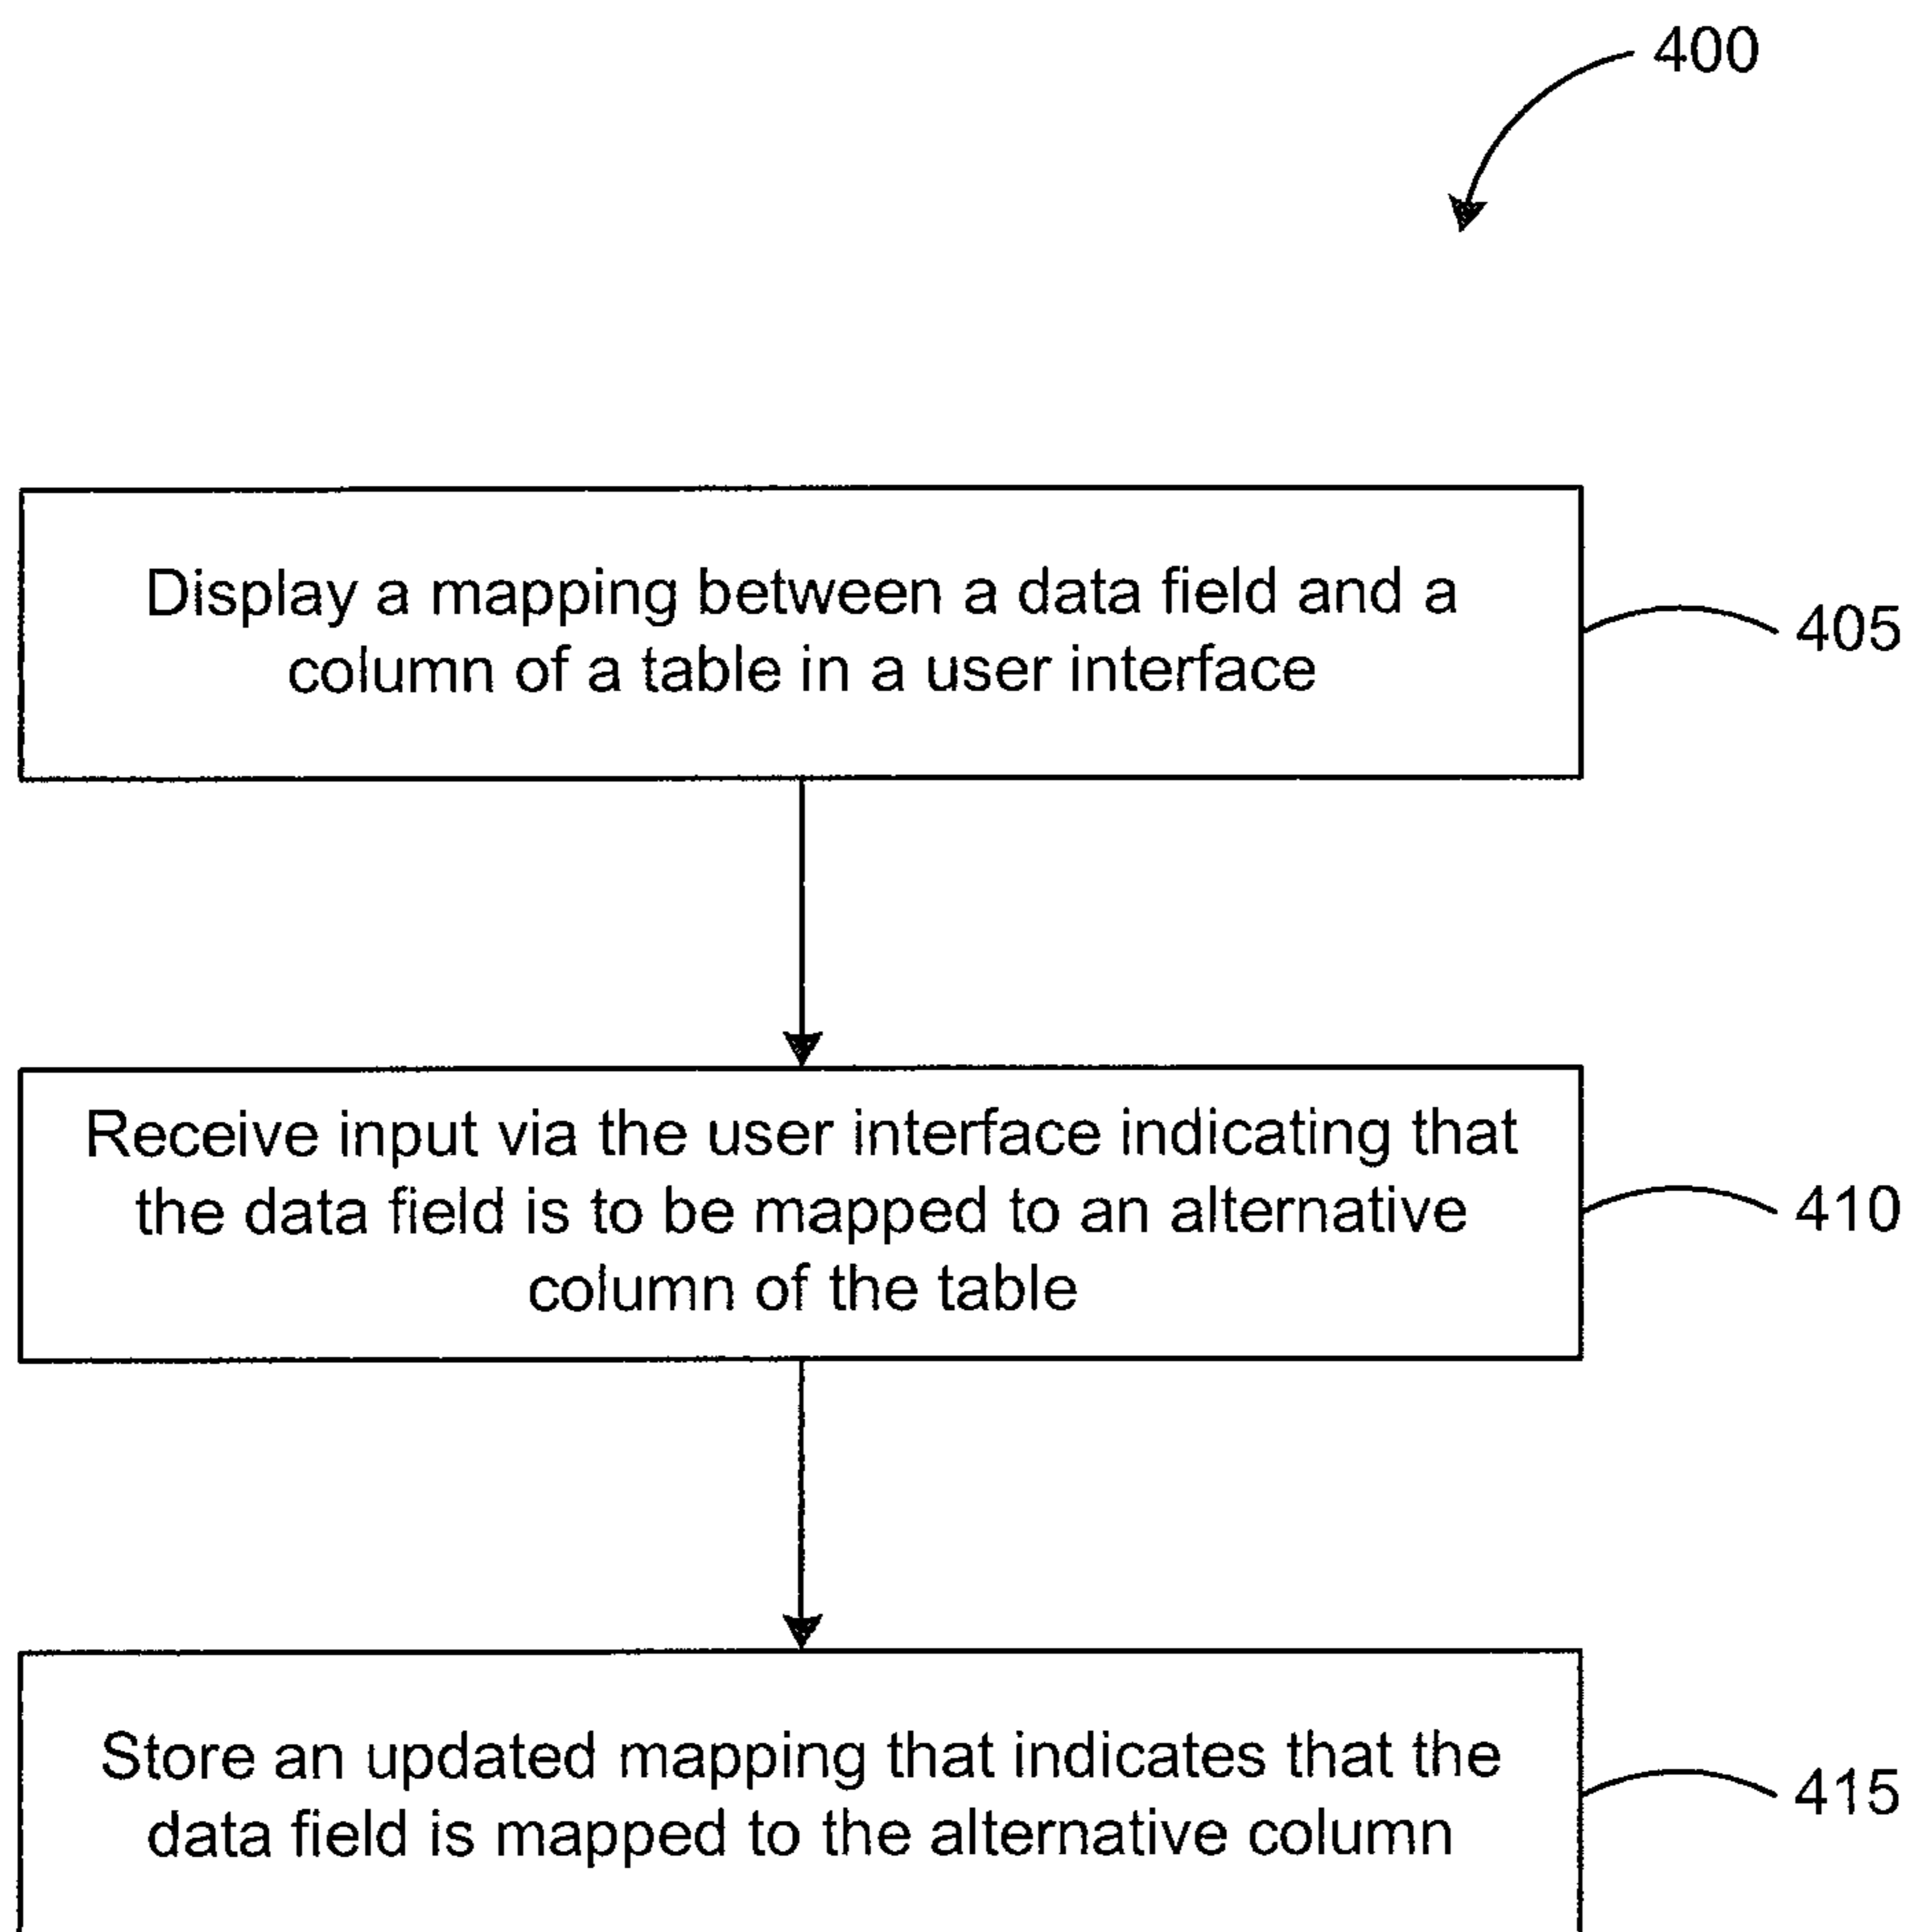 400
Display a mapping between a data field and a
column of a table in a user interface
405
Receive input via the user interface indicating that
the data field is to be mapped to an alternative
column of the table
410
Store an updated mapping that indicates that the
data field is mapped to the alternative column
415